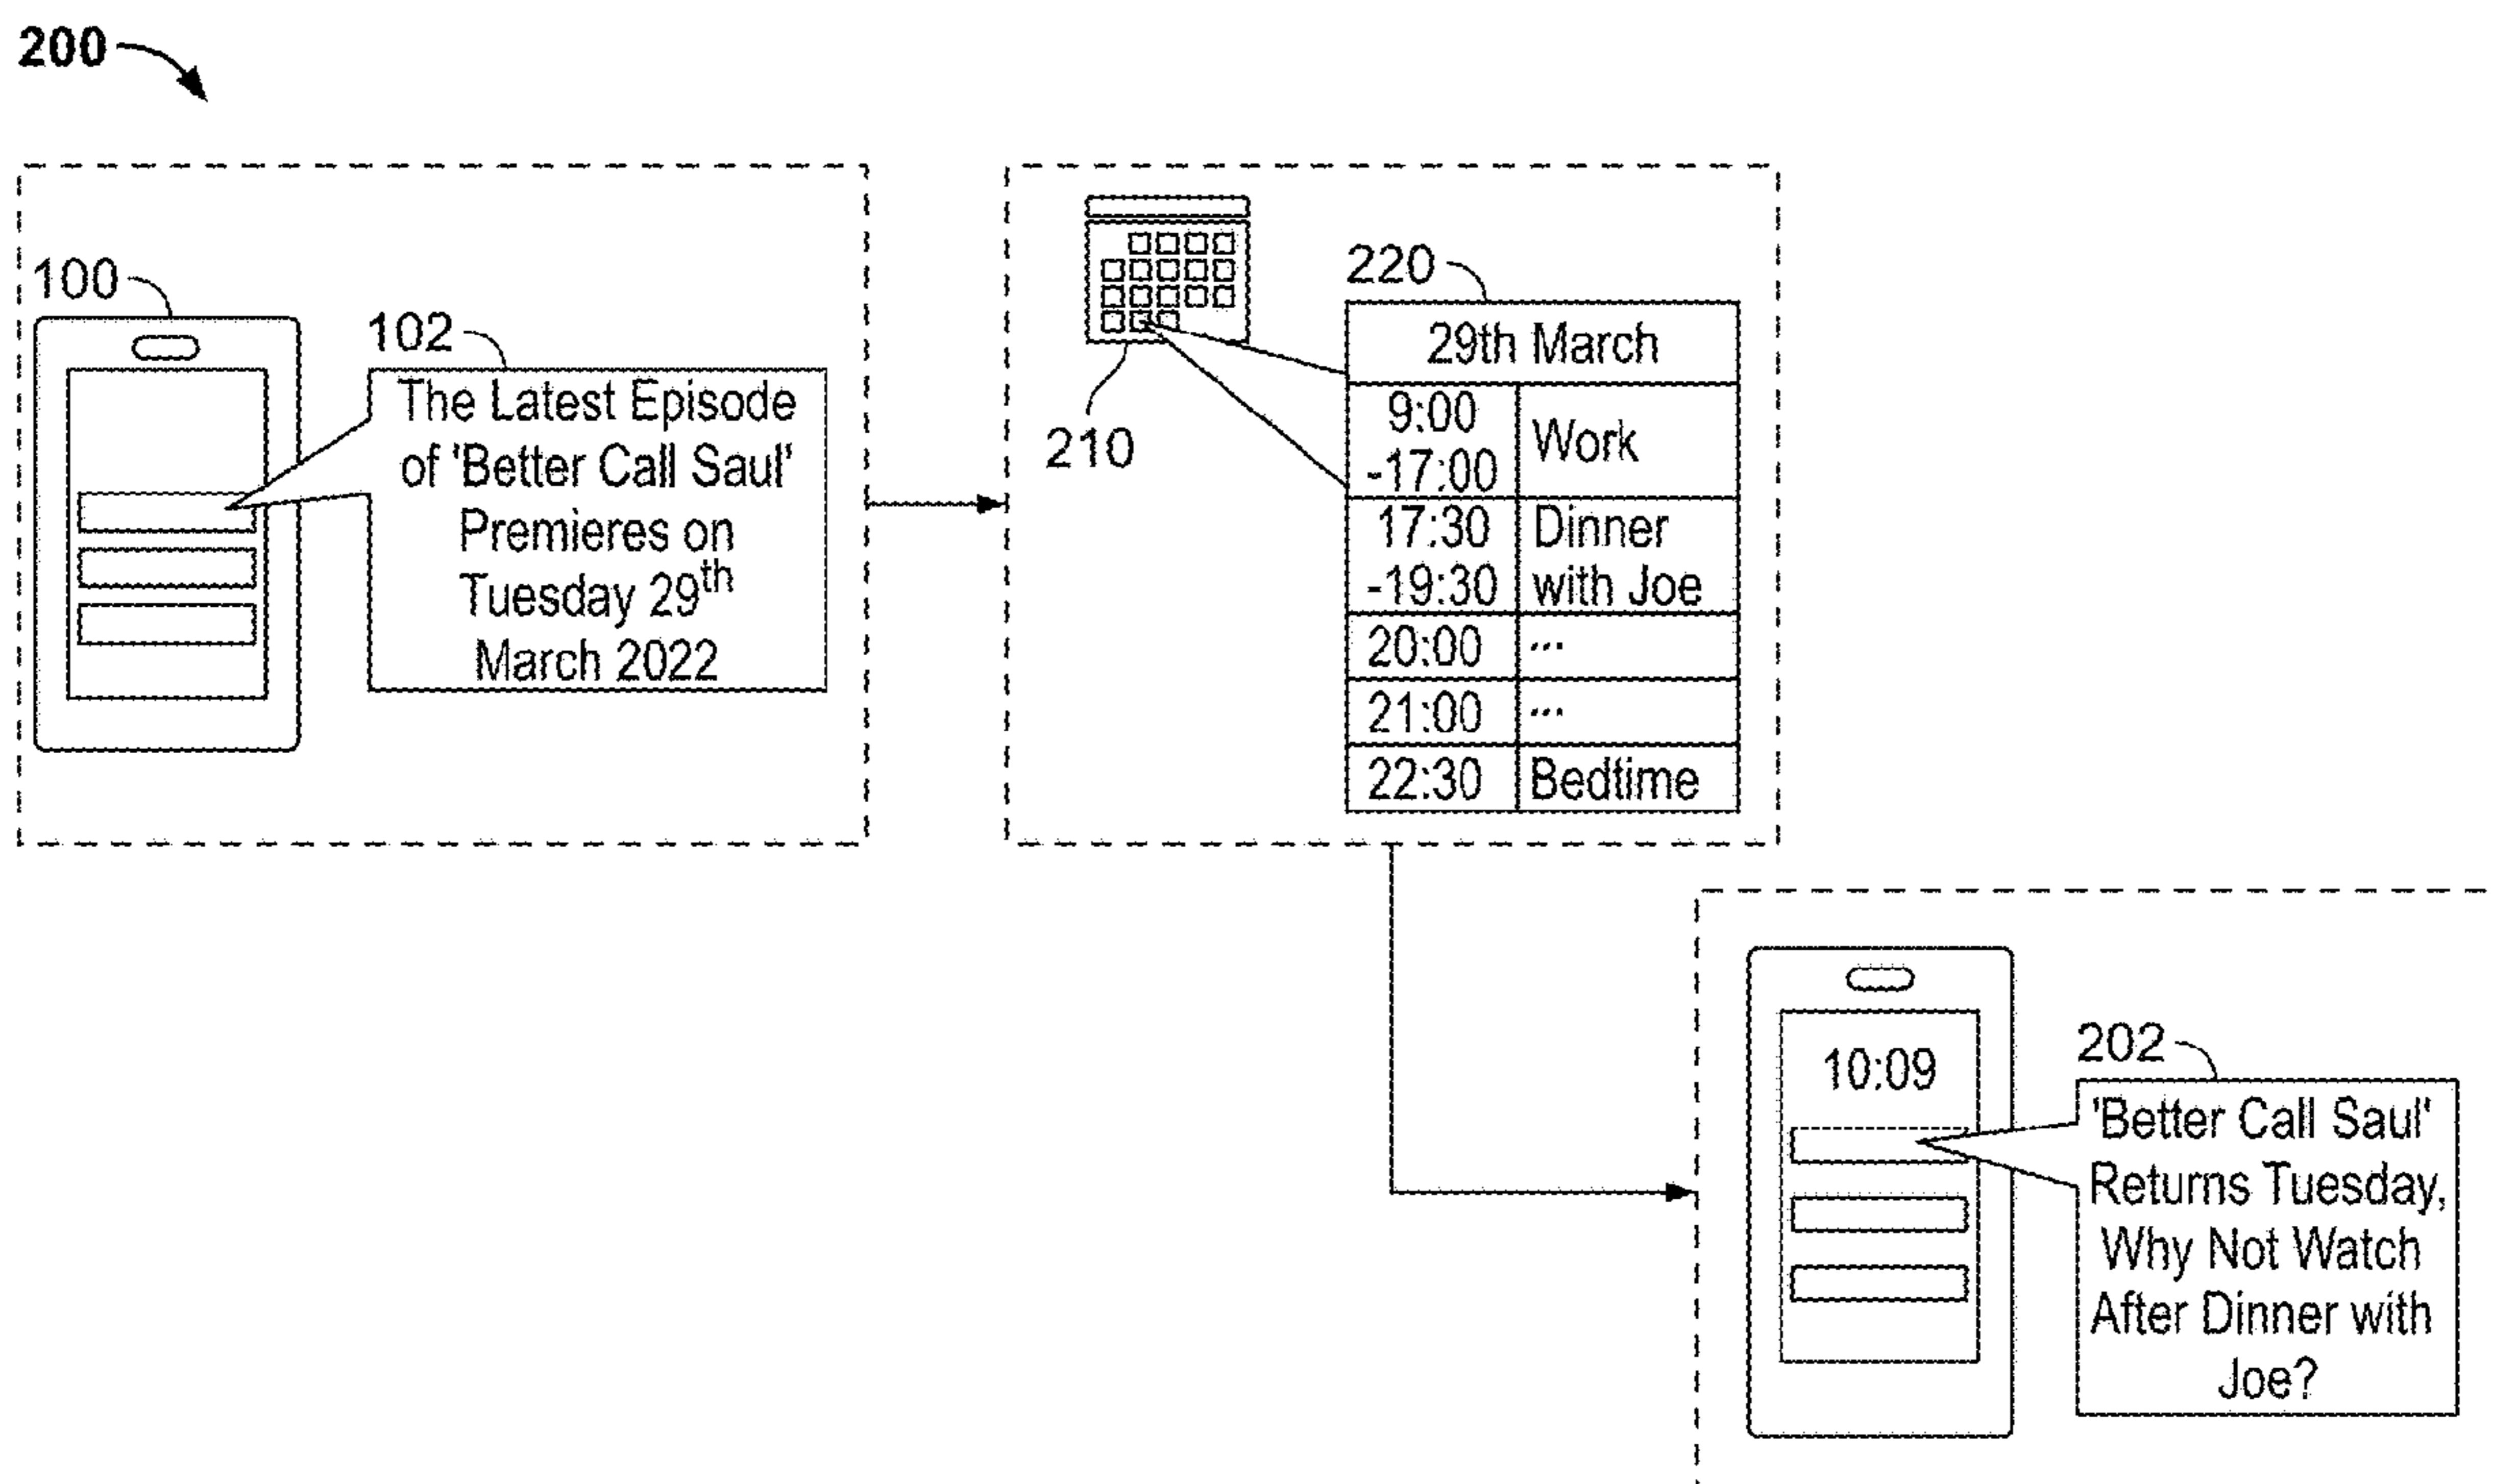 200
100
102
The Latest Episode
of 'Better Call Saul'
Premieres on
Tuesday 29th
March 2022
210
220
29th March
9:00
-17:00
Work
17:30
-19:30
Dinner
with Joe
20:00
...
21:00
...
22:30
Bedtime
10:09
202
'Better Call Saul'
Returns Tuesday,
Why Not Watch
After Dinner with
Joe?